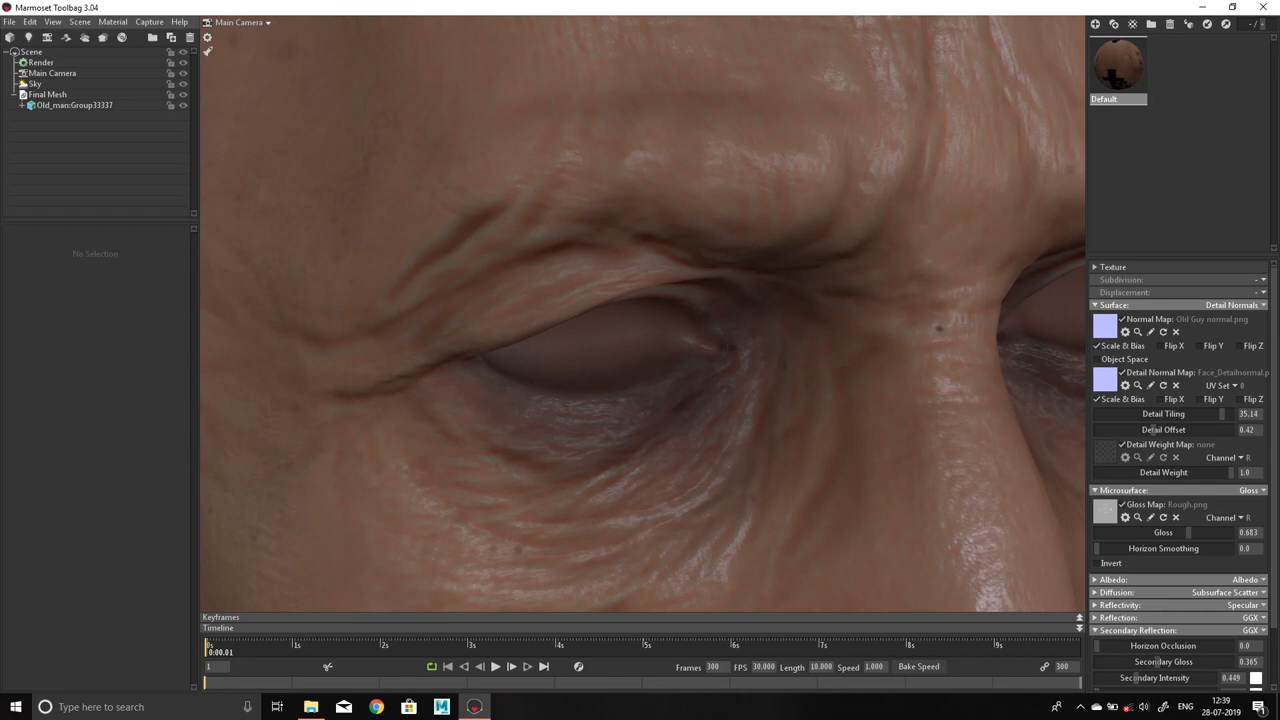 Marmoset Toolbag 3.04
File Edit View Scene Material Capture Help
Main Camera
- /
Scene
Render
Main Camera
Sky
Final Mesh
Old_man:Group33337
No Selection
Default
Texture
Subdivision: -
Displacement: -
Surface: Detail Normals
Normal Map: Old Guy normal.png
Scale & Bias Flip X Flip Y Flip Z
Object Space
Detail Normal Map: Face_Detailnormal.p
UV Set 0
Scale & Bias Flip X Flip Y Flip Z
Detail Tiling 35.14
Detail Offset 0.42
Detail Weight Map: none
Channel R
Detail Weight 1.0
Microsurface: Gloss
Gloss Map: Rough.png
Channel R
Gloss 0.683
Horizon Smoothing 0.0
Invert
Albedo: Albedo
Diffusion: Subsurface Scatter
Reflectivity: Specular
Reflection: GGX
Secondary Reflection: GGX
Horizon Occlusion 0.0
Secondary Gloss 0.365
Secondary Intensity 0.449
Keyframes
Timeline
0s 1s 2s 3s 4s 5s 6s 7s 8s 9s
0:00.01
1 Frames 300 FPS 30.000 Length 10.000 Speed 1.000 Bake Speed 300
Type here to search
ENG
12:39
28-07-2019